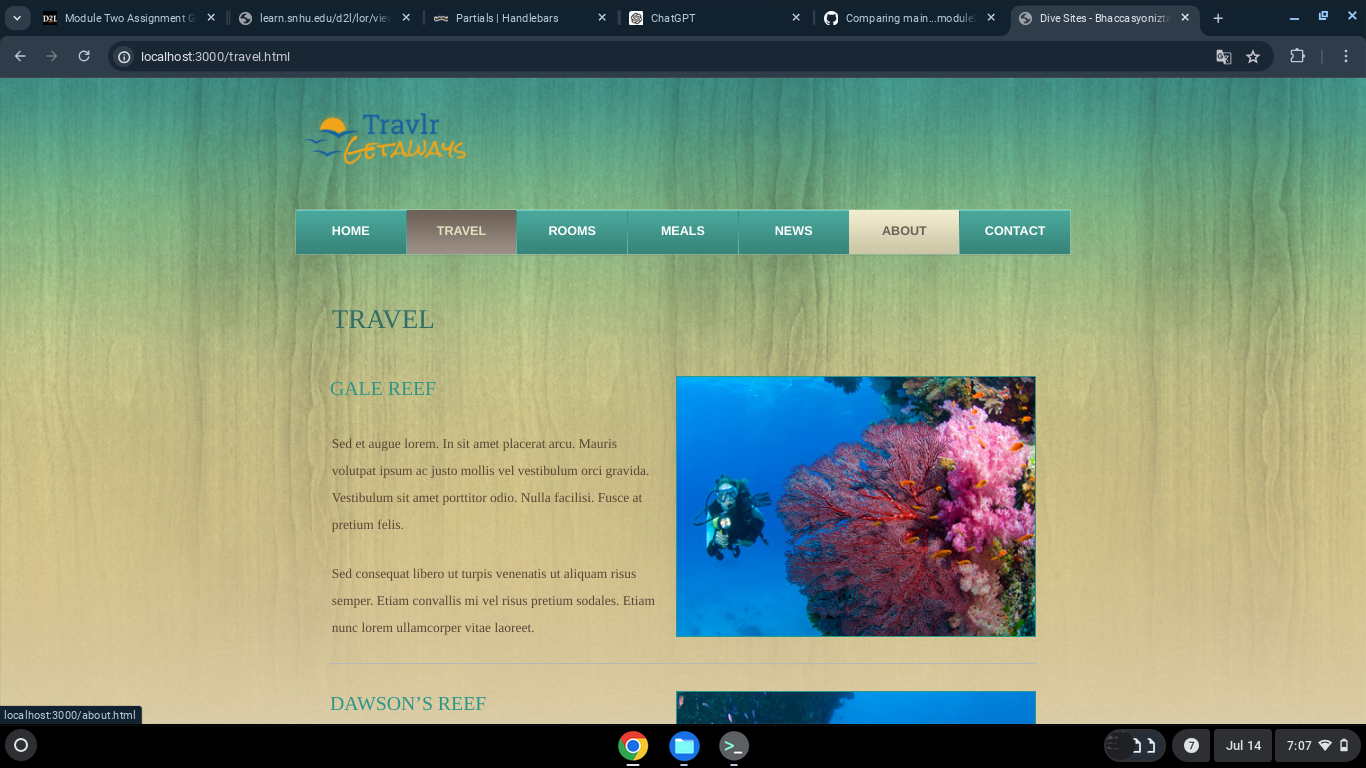 Module Two Assignment G
learn.snhu.edu/d2l/lor/view
Partials | Handlebars
ChatGPT
Comparing main...module
Dive Sites - Bhaccasyonizta
localhost:3000/travel.html
Travlr
Getaways
HOME
TRAVEL
ROOMS
MEALS
NEWS
ABOUT
CONTACT
TRAVEL
GALE REEF
Sed et augue lorem. In sit amet placerat arcu. Mauris
volutpat ipsum ac justo mollis vel vestibulum orci gravida.
Vestibulum sit amet porttitor odio. Nulla facilisi. Fusce at
pretium felis.
Sed consequat libero ut turpis venenatis ut aliquam risus
semper. Etiam convallis mi vel risus pretium sodales. Etiam
nunc lorem ullamcorper vitae laoreet.
DAWSON’S REEF
localhost:3000/about.html
7
Jul 14
7:07